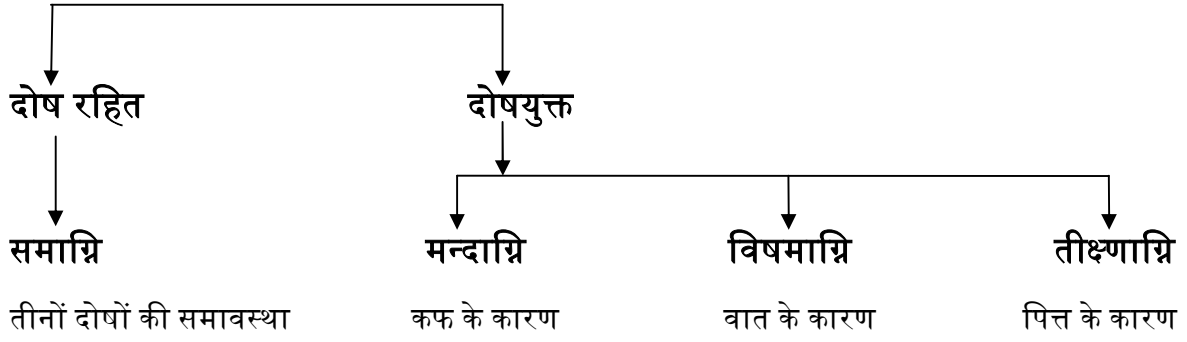 दोष रहित दोषयुक्त
समाग्नि मन्दाग्नि विषमाग्नि तीक्ष्णाग्नि
तीनों दोषों की समावस्था कफ के कारण वात के कारण पित्त के कारण